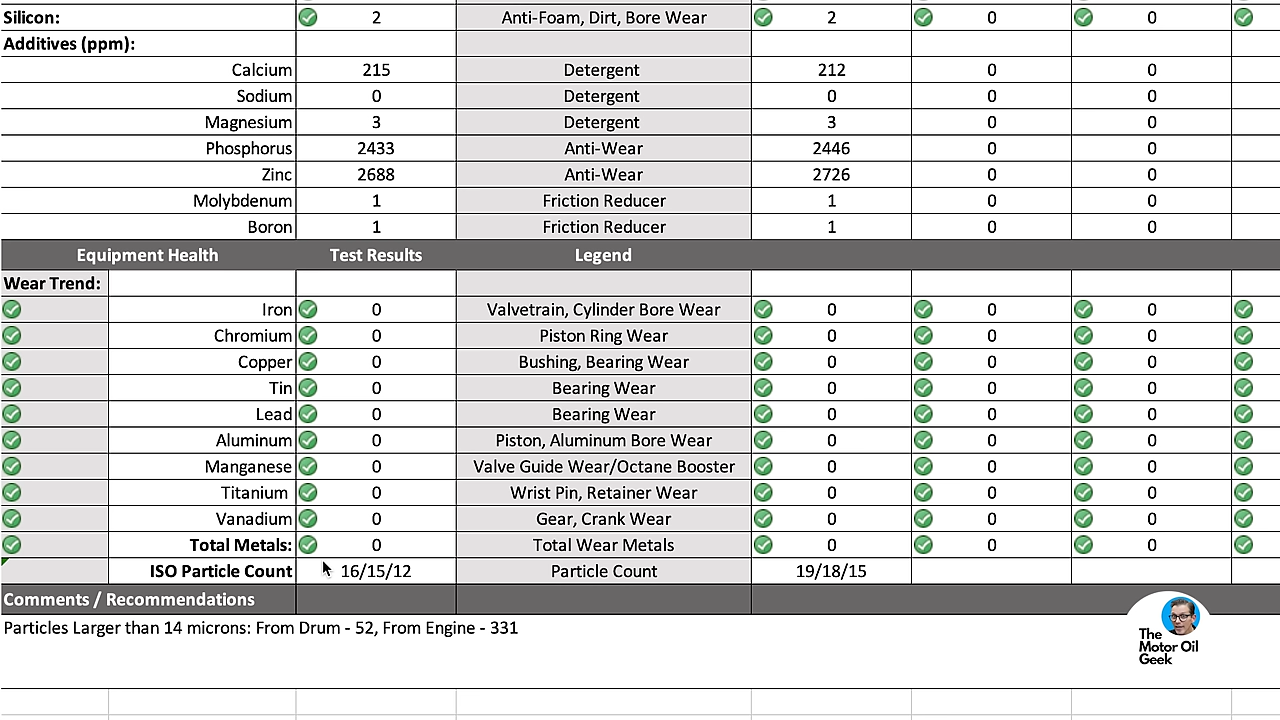 Silicon: 2 Anti-Foam, Dirt, Bore Wear 2 0 0
Additives (ppm):
Calcium 215 Detergent 212 0 0
Sodium 0 Detergent 0 0 0
Magnesium 3 Detergent 3 0 0
Phosphorus 2433 Anti-Wear 2446 0 0
Zinc 2688 Anti-Wear 2726 0 0
Molybdenum 1 Friction Reducer 1 0 0
Boron 1 Friction Reducer 1 0 0
Equipment Health Test Results Legend
Wear Trend:
Iron 0 Valvetrain, Cylinder Bore Wear 0 0 0
Chromium 0 Piston Ring Wear 0 0 0
Copper 0 Bushing, Bearing Wear 0 0 0
Tin 0 Bearing Wear 0 0 0
Lead 0 Bearing Wear 0 0 0
Aluminum 0 Piston, Aluminum Bore Wear 0 0 0
Manganese 0 Valve Guide Wear/Octane Booster 0 0 0
Titanium 0 Wrist Pin, Retainer Wear 0 0 0
Vanadium 0 Gear, Crank Wear 0 0 0
Total Metals: 0 Total Wear Metals 0 0 0
ISO Particle Count 16/15/12 Particle Count 19/18/15
Comments / Recommendations
Particles Larger than 14 microns: From Drum - 52, From Engine - 331
The
Motor Oil
Geek